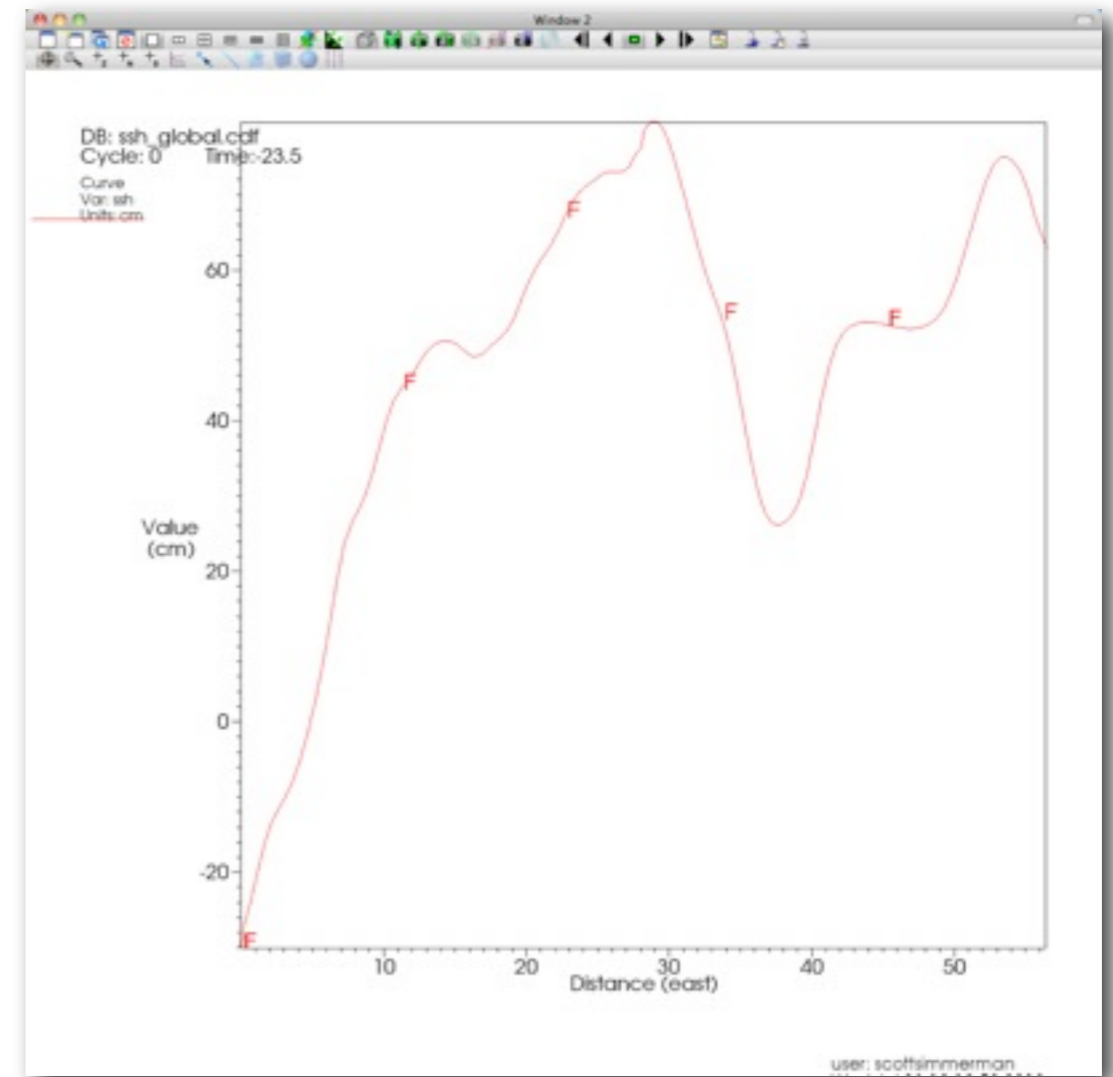 Window 2
DB: ssh_global.cdf
Cycle: 0 Time:-23.5
Curve
Var: ssh
Units: cm
60
40
Value
(cm)
20
0
-20
F
F
F
F
F
10 20 30 40 50
Distance (east)
user: scottsimmerman